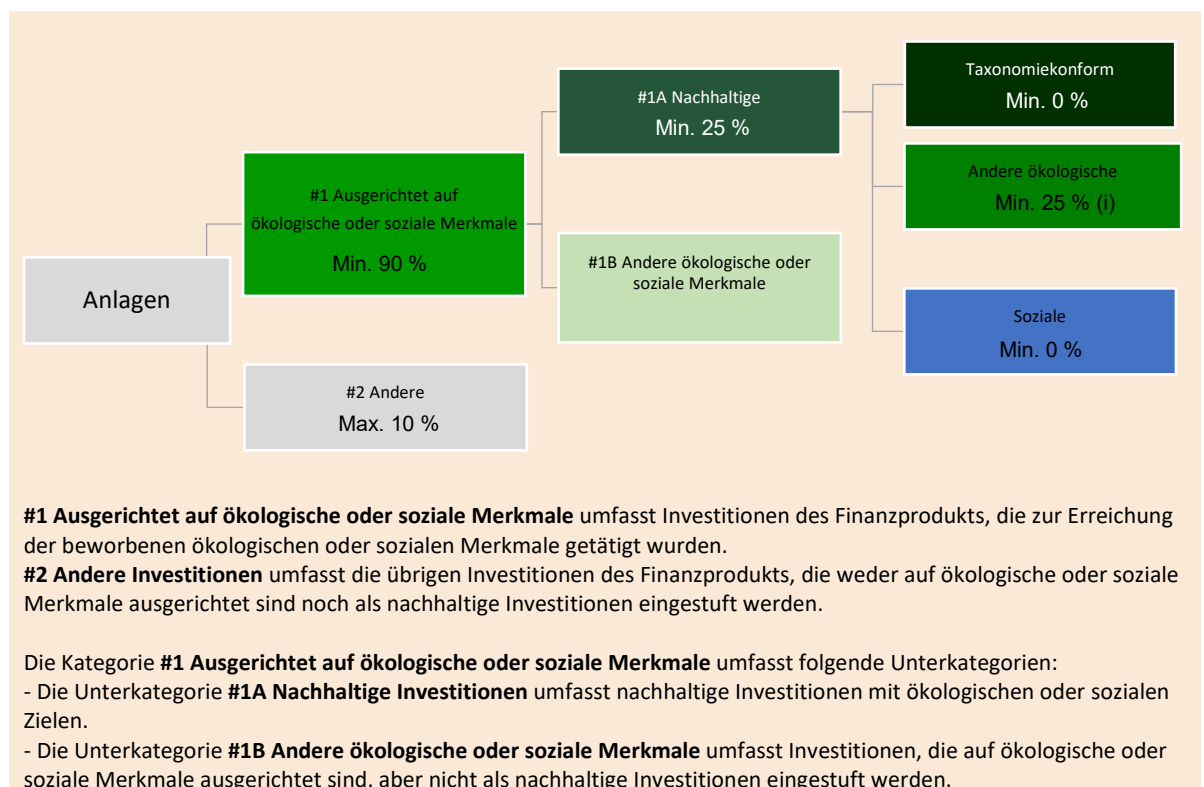 Anlagen
#1 Ausgerichtet auf
ökologische oder soziale Merkmale
Min. 90 %
#2 Andere
Max. 10 %
#1A Nachhaltige
Min. 25 %
#1B Andere ökologische oder
soziale Merkmale
Taxonomiekonform
Min. 0 %
Andere ökologische
Min. 25 % (i)
Soziale
Min. 0 %
#1 Ausgerichtet auf ökologische oder soziale Merkmale umfasst Investitionen des Finanzprodukts, die zur Erreichung
der beworbenen ökologischen oder sozialen Merkmale getätigt wurden.
#2 Andere Investitionen umfasst die übrigen Investitionen des Finanzprodukts, die weder auf ökologische oder soziale
Merkmale ausgerichtet sind noch als nachhaltige Investitionen eingestuft werden.
Die Kategorie #1 Ausgerichtet auf ökologische oder soziale Merkmale umfasst folgende Unterkategorien:
- Die Unterkategorie #1A Nachhaltige Investitionen umfasst nachhaltige Investitionen mit ökologischen oder sozialen
Zielen.
- Die Unterkategorie #1B Andere ökologische oder soziale Merkmale umfasst Investitionen, die auf ökologische oder
soziale Merkmale ausgerichtet sind, aber nicht als nachhaltige Investitionen eingestuft werden.